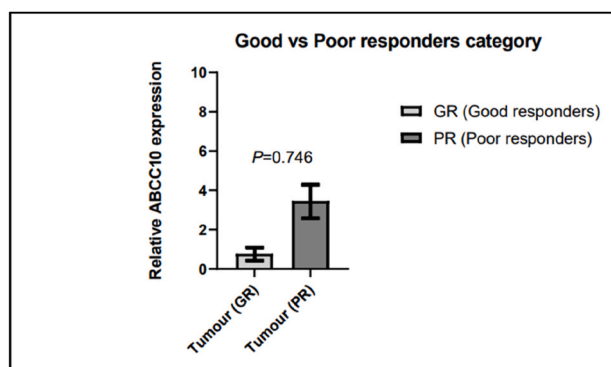 Good vs Poor responders category
Relative ABCC10 expression
10
8
6
4
2
0
P=0.746
GR (Good responders)
PR (Poor responders)
Tumour (GR)
Tumour (PR)